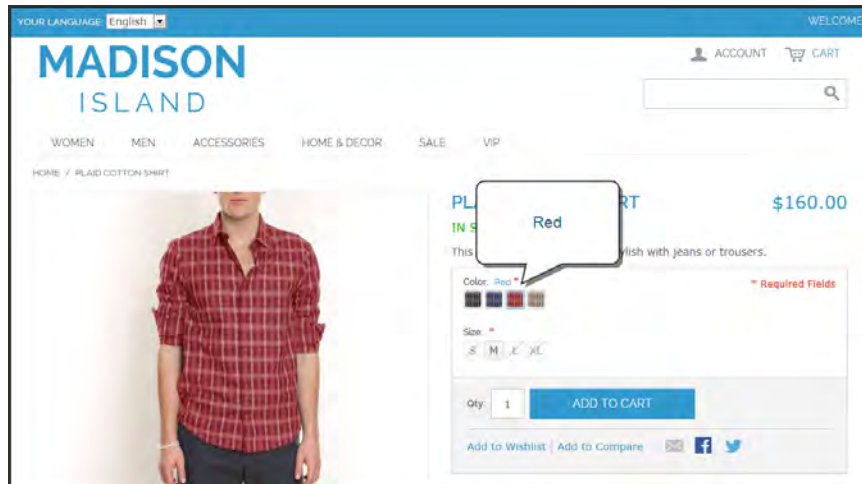 YOUR LANGUAGE: English
WELCOME
MADISON
ISLAND
ACCOUNT CART
WOMEN MEN ACCESSORIES HOME & DECOR SALE VIP
HOME / PLAID COTTON SHIRT
$160.00
Red
This
with jeans or trousers.
Color: Red *
* Required Fields
Size: *
S M L XL
Qty: 1 ADD TO CART
Add to Wishlist | Add to Compare